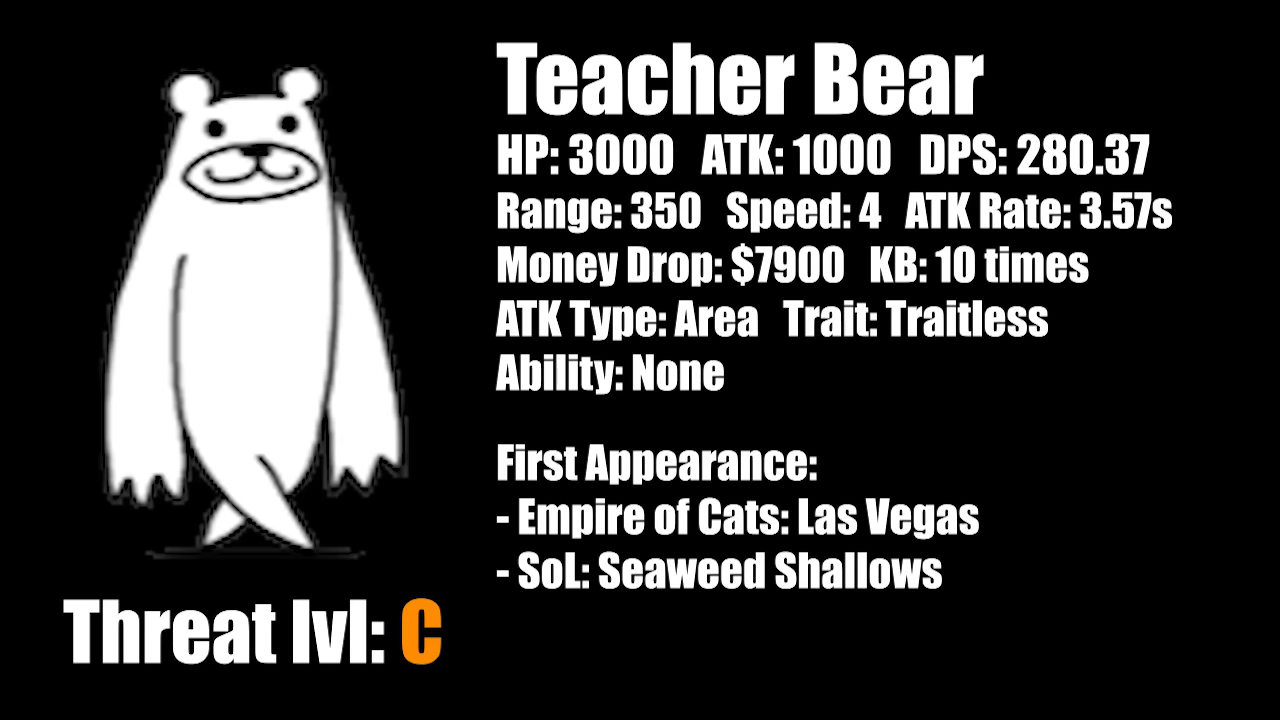 Teacher Bear
HP: 3000 ATK: 1000 DPS: 280.37
Range: 350 Speed: 4 ATK Rate: 3.57s
Money Drop: $7900 KB: 10 times
ATK Type: Area Trait: Traitless
Ability: None
First Appearance:
- Empire of Cats: Las Vegas
- SoL: Seaweed Shallows
Threat lvl: C